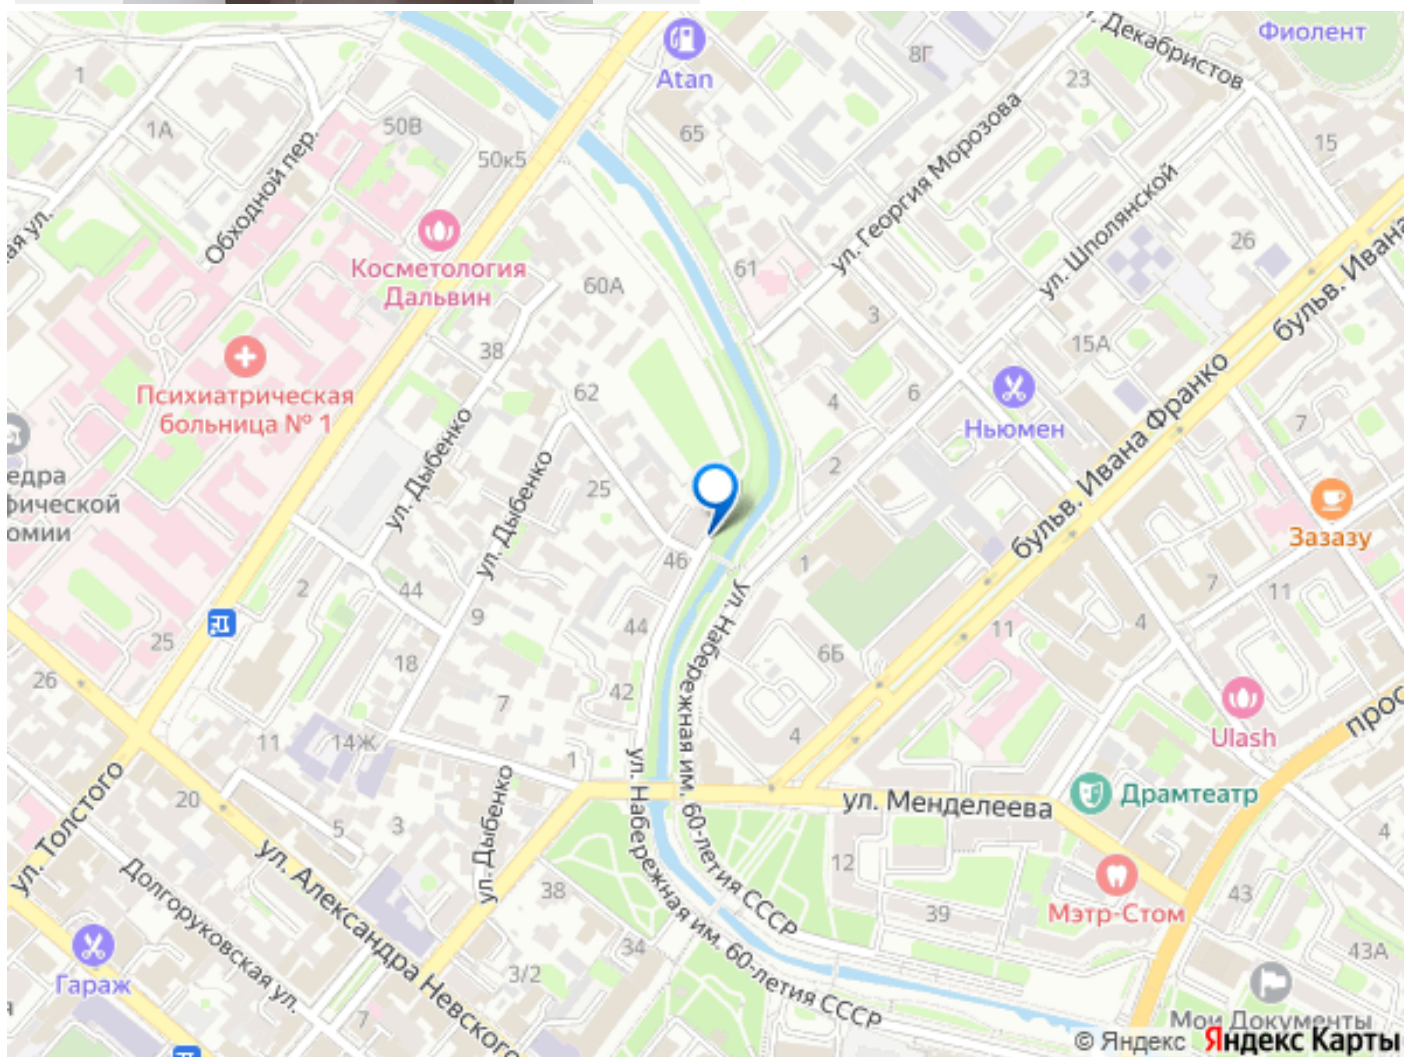 Фиолент
ул. Декабристов
Atan
8Г
23
1
1А
50В
65
15
50к5
Обходной пер.
ул. Георгия Морозова
ул. Шполянской
ая ул.
26
Косметология
Дальвин
60А
61
бульв. Ивана
3
38
15А
Психиатрическая
больница № 1
62
4
6
Ньюмен
7
ул. Дыбенко
ул. Дыбенко
2
бульв. Ивана Франко
едра
фической
омии
25
Зазазу
46
1
2
44
7
11
9
44
ул. Набережная им. 60-летия СССР
25
18
6Б
11
4
26
42
7
Ulash
прос
11
14Ж
4
1
ул. Толстого
20
ул. Дыбенко
ул. Менделеева
Драмтеатр
5
3
4
ул. Александра Невского
12
Долгоруковская ул.
38
39
Мэтр-Стом
43
ул. Набережная им. 60-летия СССР
34
43А
Гараж
3/2
7
Мои Документы
© Яндекс Яндекс Карты